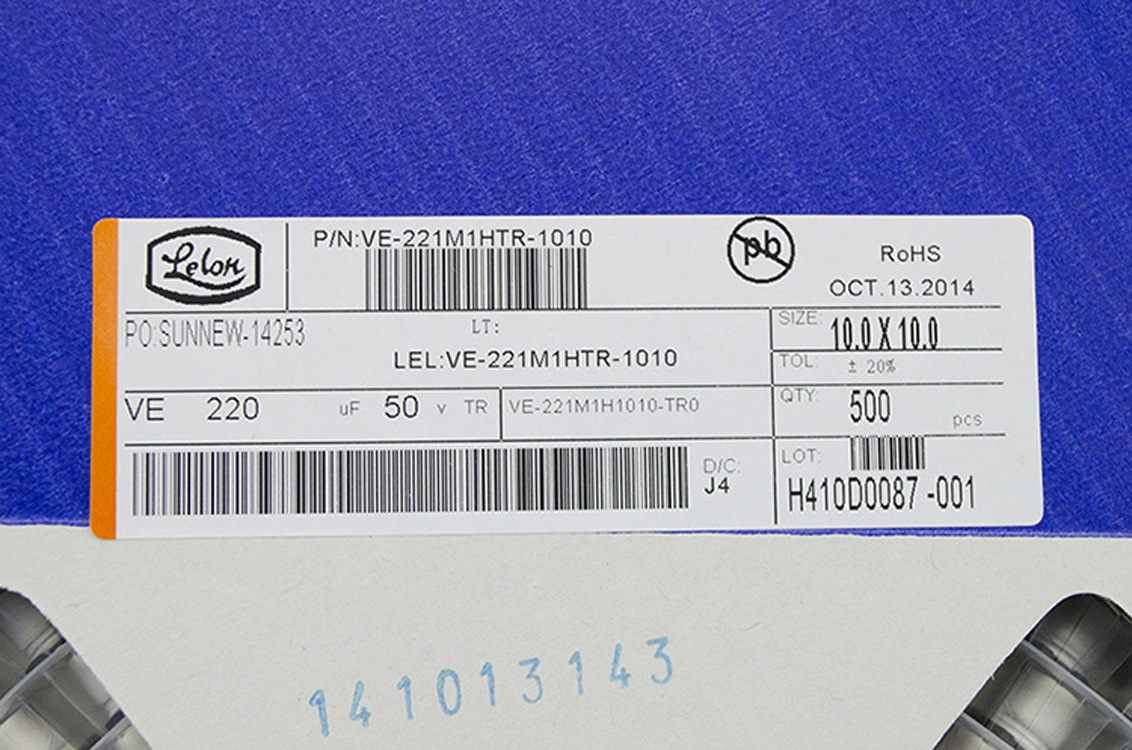 Lelon
P/N:VE-221M1HTR-1010
pb
RoHS
OCT.13.2014
PO:SUNNEW-14253
LT:
LEL:VE-221M1HTR-1010
SIZE: 10.0 X 10.0
TOL: ± 20%
VE 220 uF 50 v TR
VE-221M1H1010-TR0
QTY: 500 pcs
D/C:
J4
LOT:
H410D0087 -001
141013143